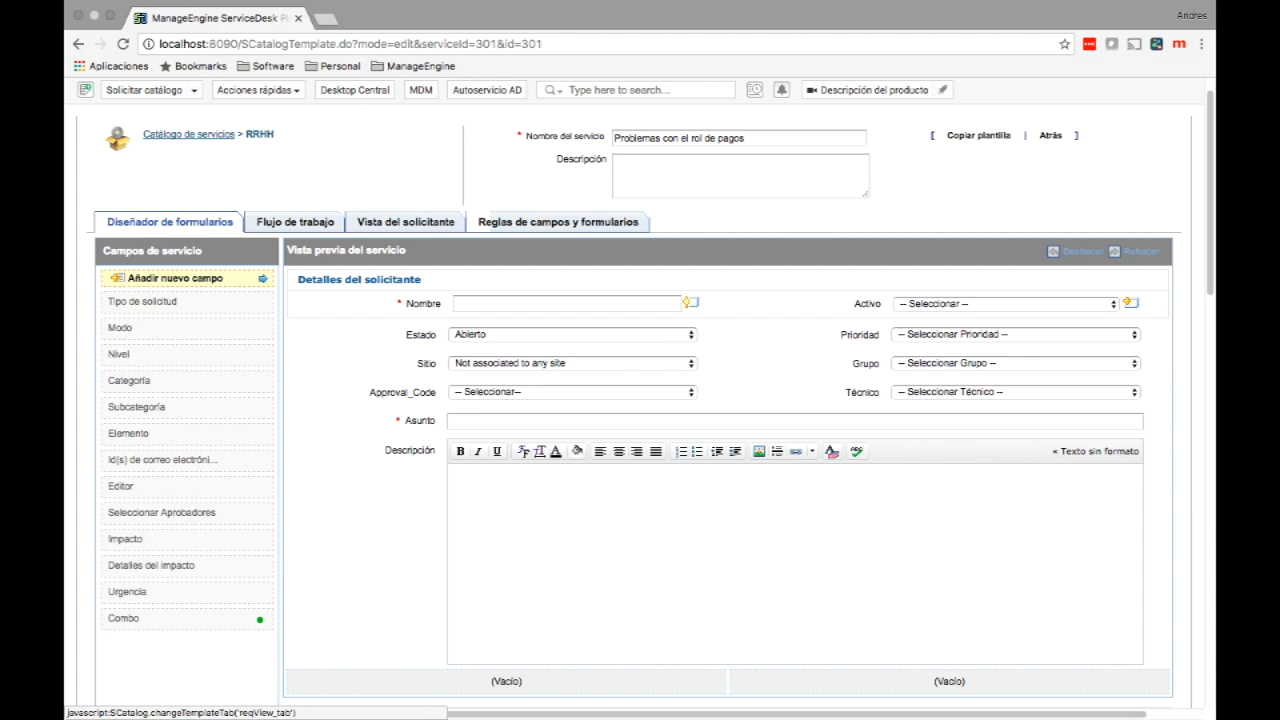 ManageEngine ServiceDesk Pl
Andres
localhost:8090/SCatalogTemplate.do?mode=edit&serviceId=301&id=301
Aplicaciones Bookmarks Software Personal ManageEngine
Solicitar catálogo Acciones rápidas Desktop Central MDM Autoservicio AD Type here to search... Descripción del producto
Catálogo de servicios > RRHH
* Nombre del servicio Problemas con el rol de pagos
[ Copiar plantilla | Atrás ]
Descripción
Diseñador de formularios Flujo de trabajo Vista del solicitante Reglas de campos y formularios
Campos de servicio
Vista previa del servicio
Deshacer Rehacer
Añadir nuevo campo
Tipo de solicitud
Modo
Nivel
Categoría
Subcategoría
Elemento
Id(s) de correo electróni...
Editor
Seleccionar Aprobadores
Impacto
Detalles del impacto
Urgencia
Combo
Detalles del solicitante
* Nombre
Activo -- Seleccionar --
Estado Abierto
Prioridad -- Seleccionar Prioridad --
Sitio Not associated to any site
Grupo -- Seleccionar Grupo --
Approval_Code -- Seleccionar--
Técnico -- Seleccionar Técnico --
* Asunto
Descripción
B I U
« Texto sin formato
(Vacío) (Vacío)
javascript:SCatalog.changeTemplateTab('reqView_tab')